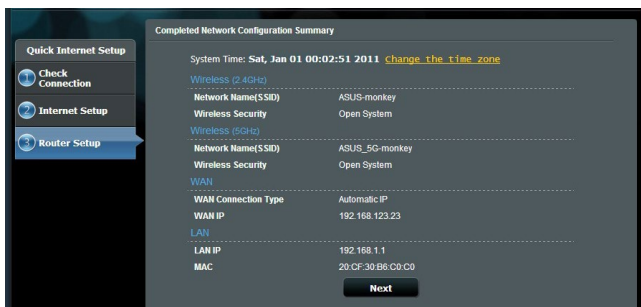 Completed Network Configuration Summary
Quick Internet Setup
1 Check Connection
2 Internet Setup
3 Router Setup
System Time: Sat, Jan 01 00:02:51 2011 Change the time zone
Wireless (2.4GHz)
Network Name(SSID) ASUS-monkey
Wireless Security Open System
Wireless (5GHz)
Network Name(SSID) ASUS_5G-monkey
Wireless Security Open System
WAN
WAN Connection Type Automatic IP
WAN IP 192.168.123.23
LAN
LAN IP 192.168.1.1
MAC 20:CF:30:B6:C0:C0
Next